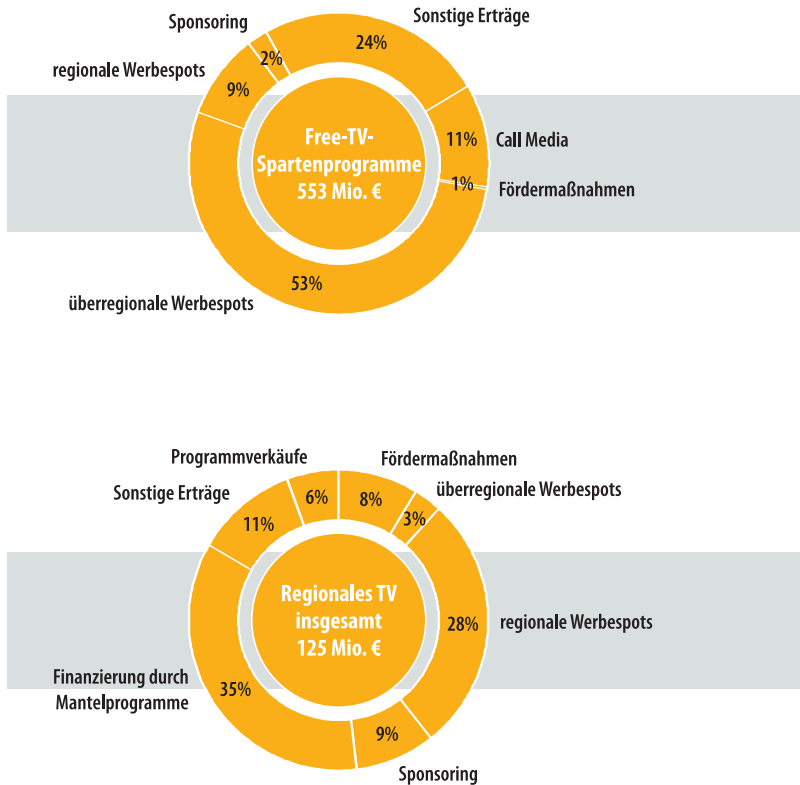 Sponsoring
Sonstige Erträge
regionale Werbespots
2%
24%
9%
11%
Call Media
1%
Fördermaßnahmen
Free-TV-
Spartenprogramme
553 Mio. €
53%
überregionale Werbespots
Programmverkäufe
Fördermaßnahmen
Sonstige Erträge
überregionale Werbespots
6%
8%
11%
3%
Regionales TV
insgesamt
125 Mio. €
28%
regionale Werbespots
Finanzierung durch
Mantelprogramme
35%
9%
Sponsoring